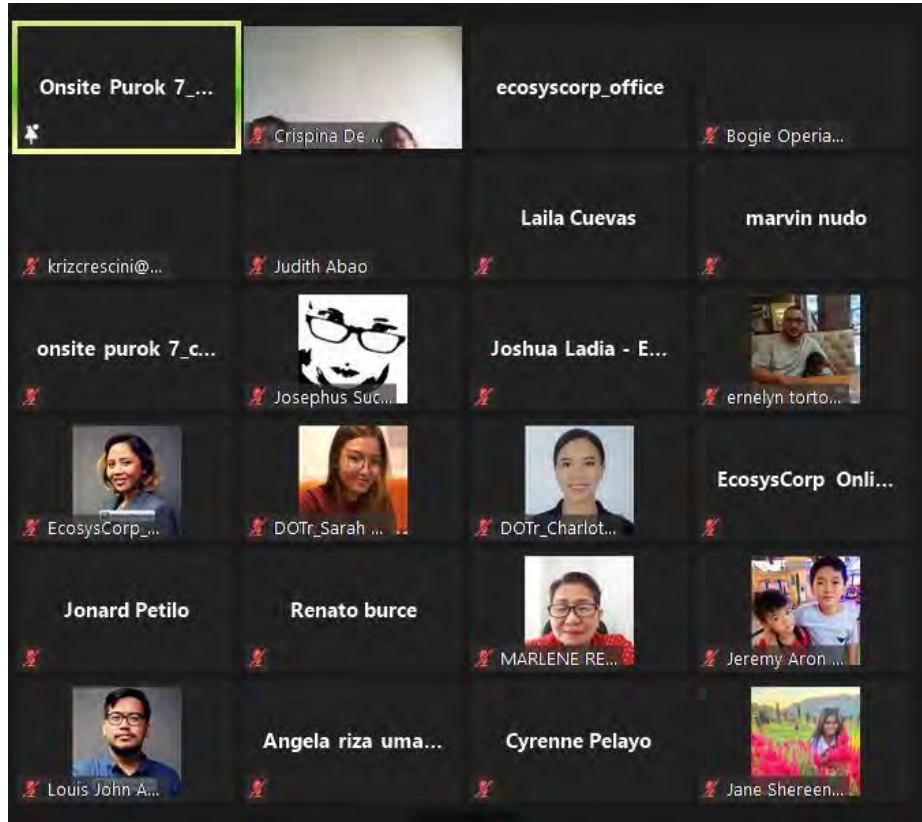 Onsite Purok 7_...
Crispina De ...
ecosyscorp_office
Bogie Operia...
krizcrescini@...
Judith Abao
Laila Cuevas
marvin nudo
onsite purok 7_c...
Josephus Suc...
Joshua Ladia - E...
ernelyn torto...
EcosysCorp_...
DOTr_Sarah ...
DOTr_Charlot...
EcosysCorp Onli...
Jonard Petilo
Renato burce
MARLENE RE...
Jeremy Aron ...
Louis John A...
Angela riza uma...
Cyrenne Pelayo
Jane Shereen...